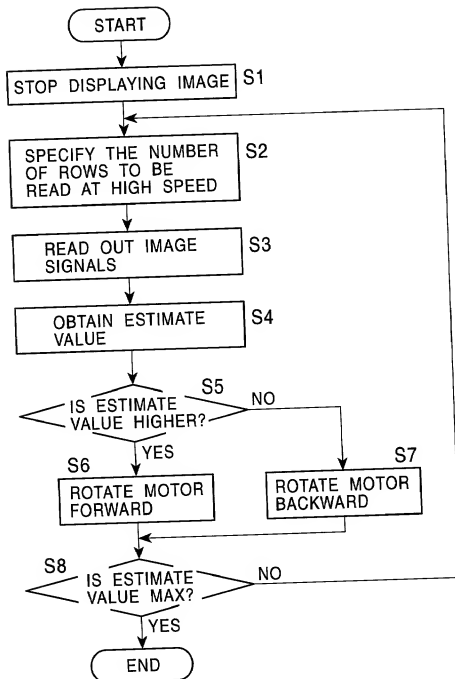 START
STOP DISPLAYING IMAGE S1
SPECIFY THE NUMBER S2
OF ROWS TO BE
READ AT HIGH SPEED
READ OUT IMAGE S3
SIGNALS
OBTAIN ESTIMATE S4
VALUE
S5
IS ESTIMATE NO
VALUE HIGHER?
YES
S6 S7
ROTATE MOTOR
FORWARD
ROTATE MOTOR
BACKWARD
S8
IS ESTIMATE NO
VALUE MAX?
YES
END